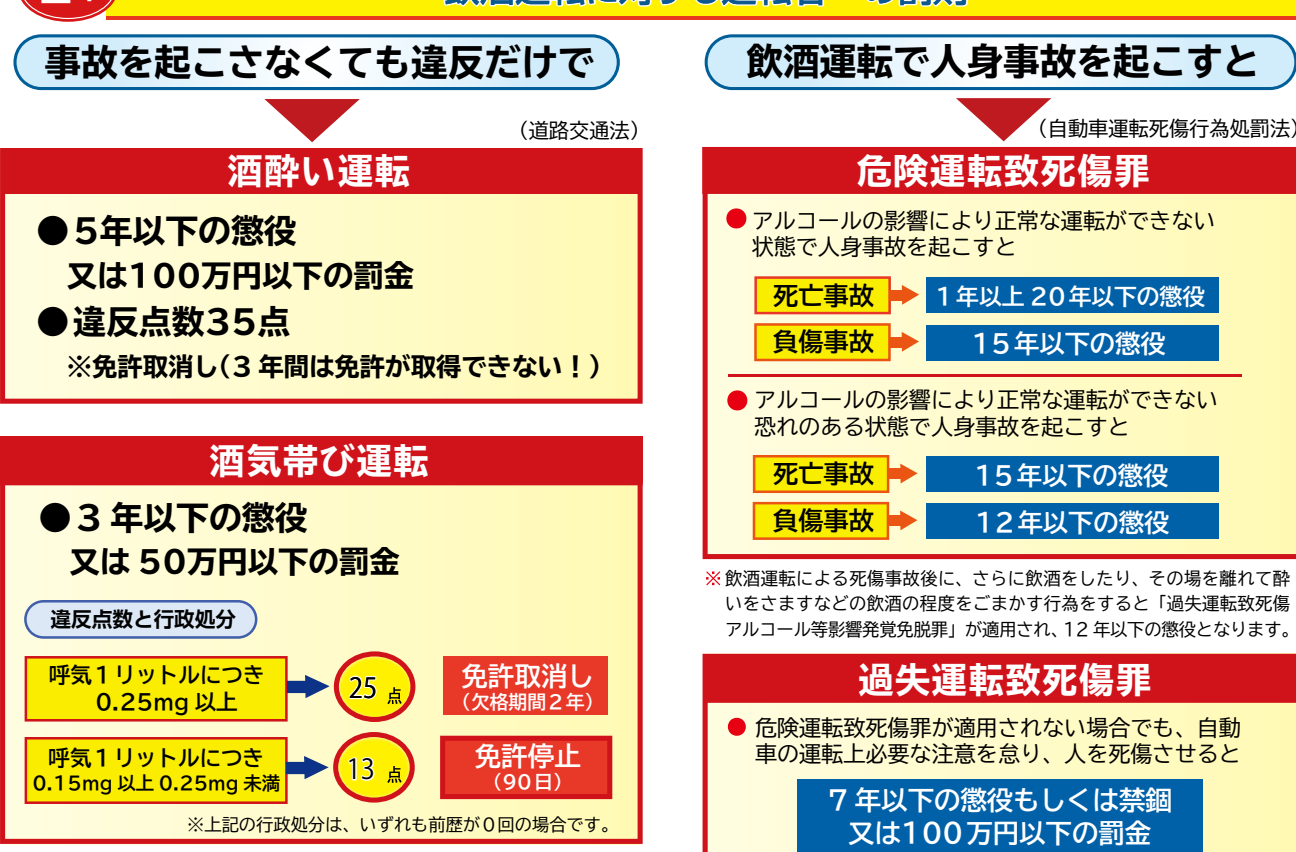 事故を起こさなくても違反だけで
(道路交通法)
酒酔い運転
●5年以下の懲役
又は100万円以下の罰金
●違反点数35点
※免許取消し(3年間は免許が取得できない!)
酒気帯び運転
●3年以下の懲役
又は50万円以下の罰金
違反点数と行政処分
呼気1リットルにつき
0.25mg以上
25点
免許取消し
(欠格期間2年)
呼気1リットルにつき
0.15mg以上0.25mg未満
13点
免許停止
(90日)
※上記の行政処分は、いずれも前歴が0回の場合です。
飲酒運転で人身事故を起こすと
(自動車運転死傷行為処罰法)
危険運転致死傷罪
●アルコールの影響により正常な運転ができない
状態で人身事故を起こすと
死亡事故 1年以上20年以下の懲役
負傷事故 15年以下の懲役
●アルコールの影響により正常な運転ができない
恐れのある状態で人身事故を起こすと
死亡事故 15年以下の懲役
負傷事故 12年以下の懲役
※飲酒運転による死傷事故後に、さらに飲酒をしたり、その場を離れて酔
いをさますなどの飲酒の程度をごまかす行為をすると「過失運転致死傷
アルコール等影響発覚免脱罪」が適用され、12年以下の懲役となります。
過失運転致死傷罪
●危険運転致死傷罪が適用されない場合でも、自動
車の運転上必要な注意を怠り、人を死傷させると
7年以下の懲役もしくは禁錮
又は100万円以下の罰金